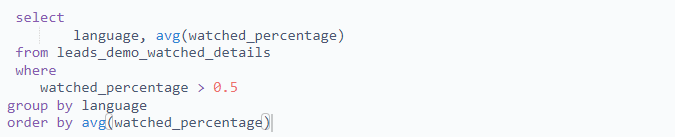 select
language, avg(watched_percentage)
from leads_demo_watched_details
where
watched_percentage > 0.5
group by language
order by avg(watched_percentage)